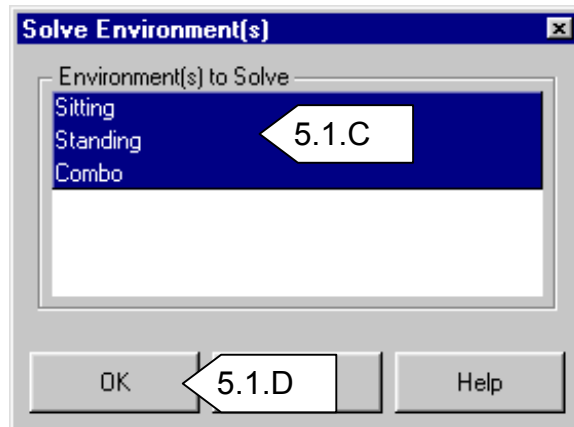 Solve Environment(s)
Environment(s) to Solve
Sitting
Standing
Combo
5.1.C
OK
5.1.D
Help